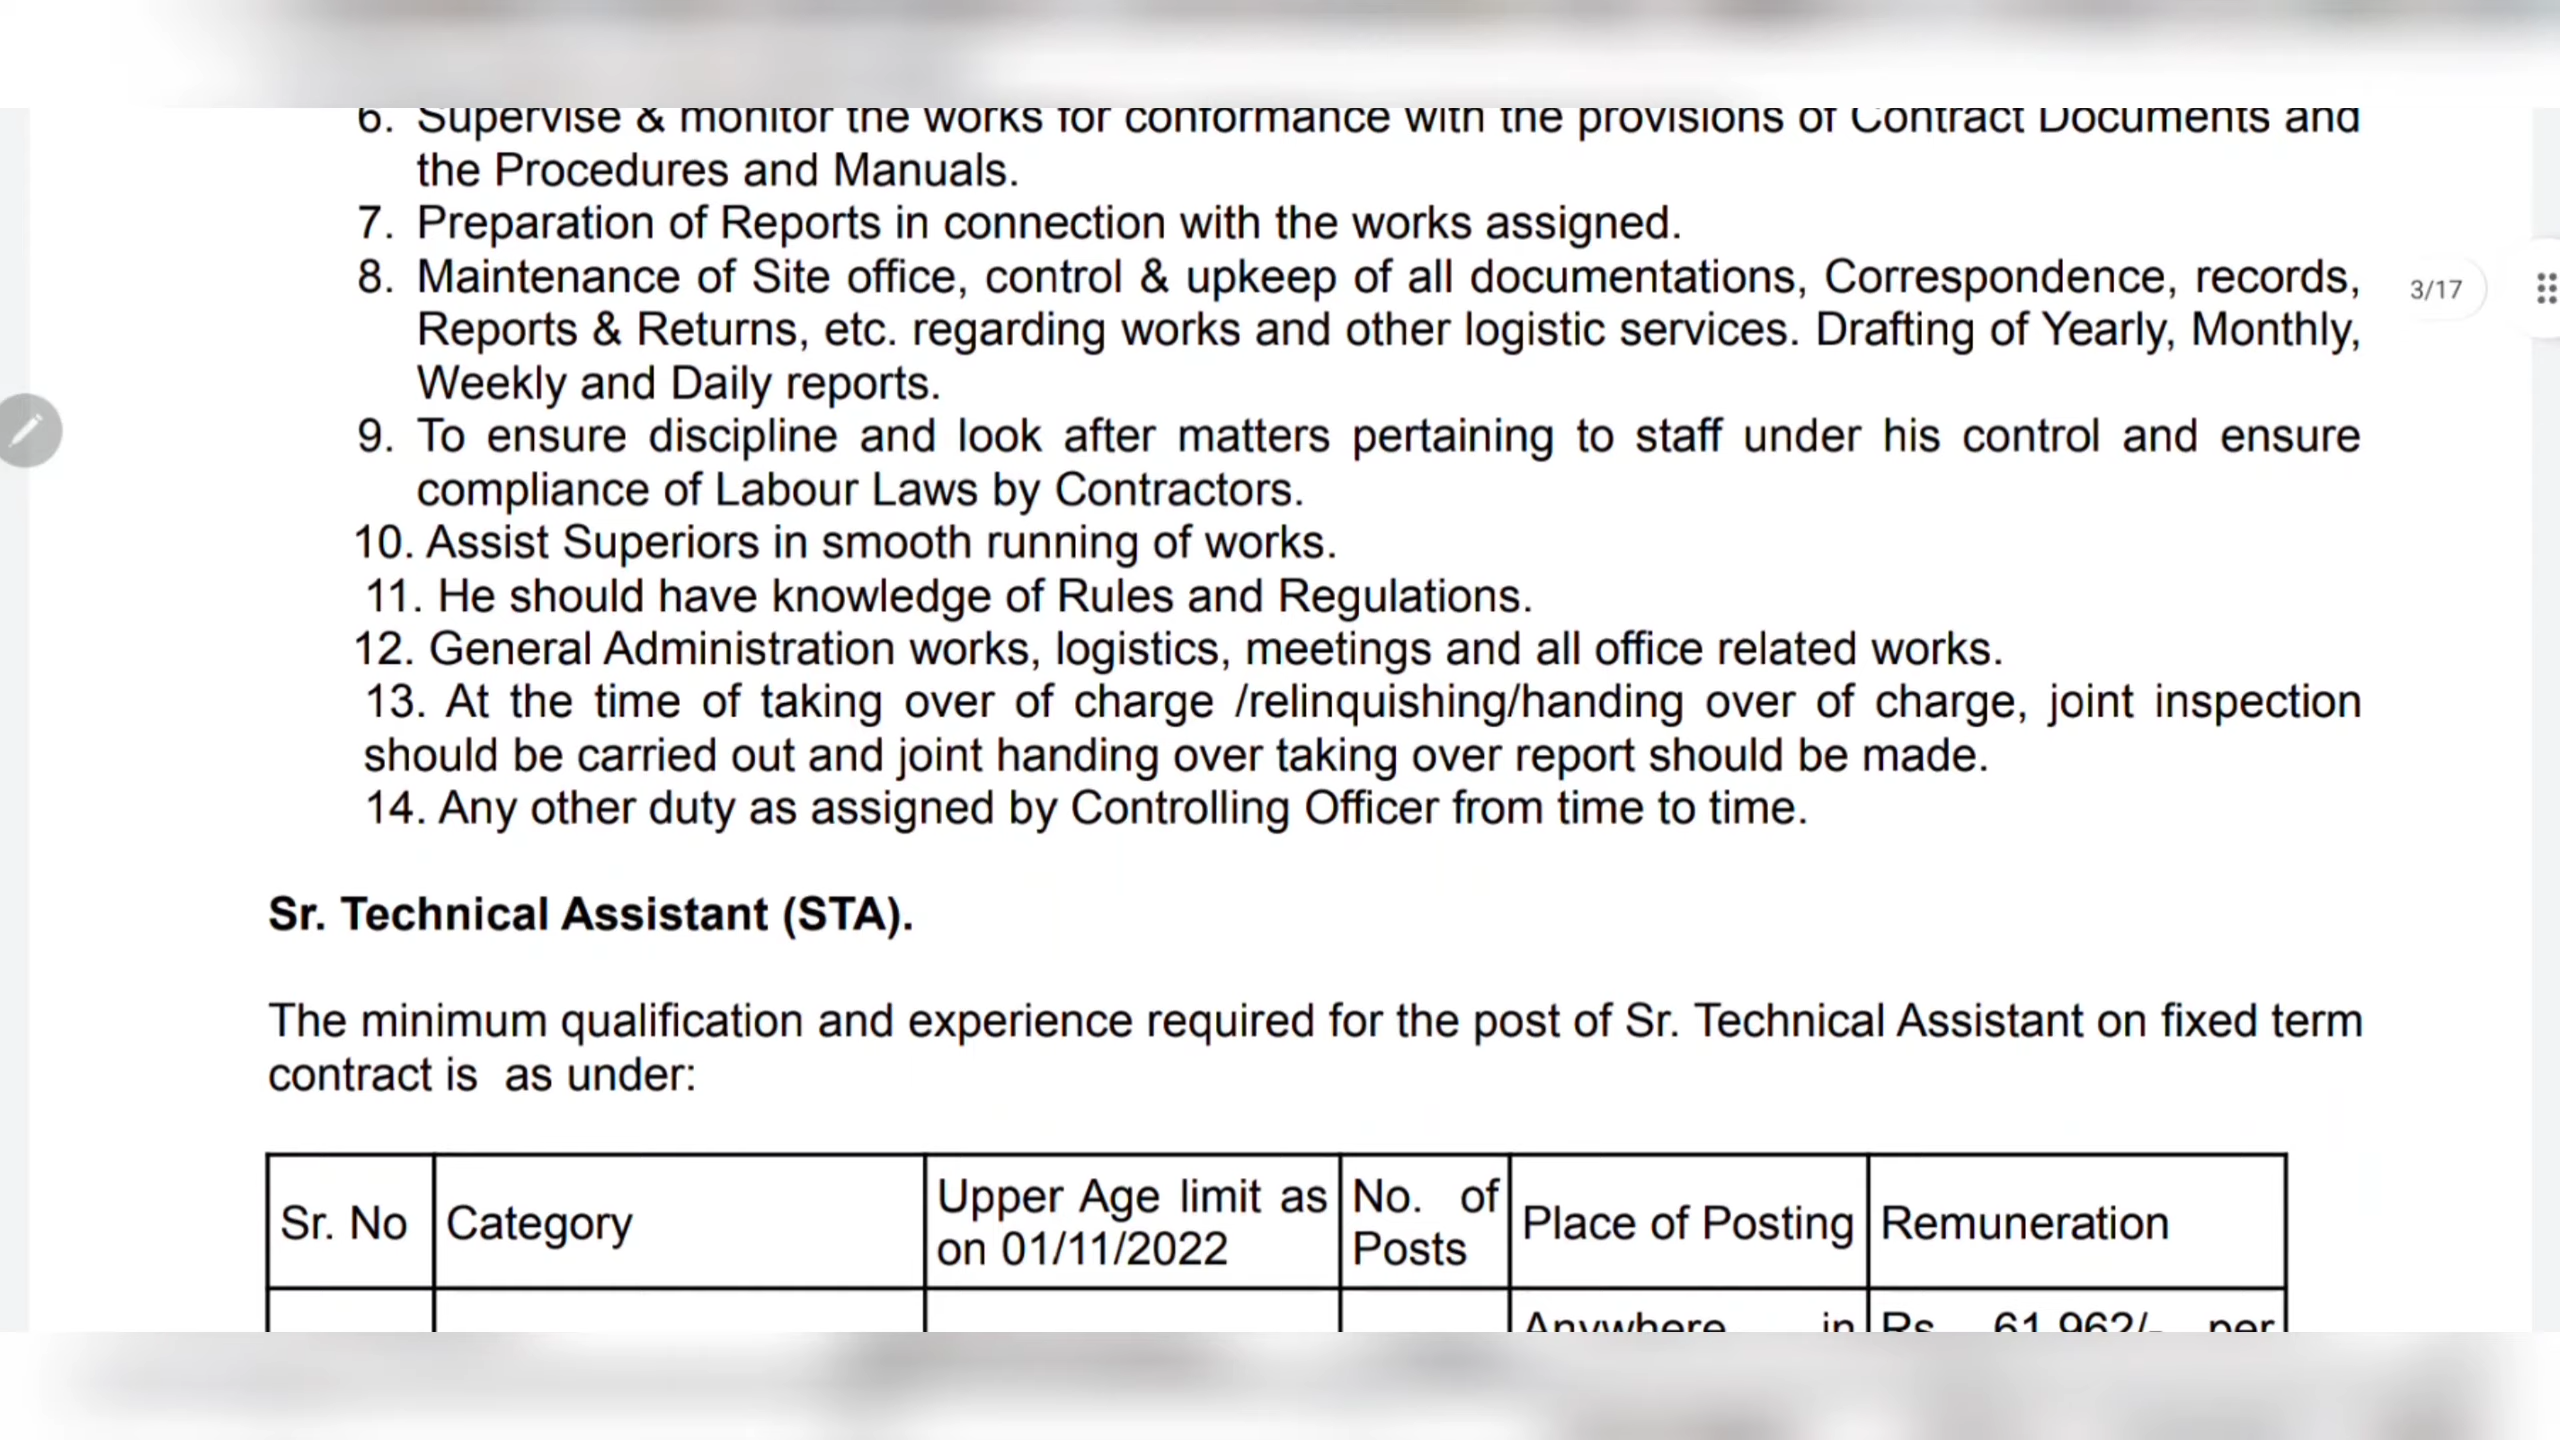 6. Supervise & monitor the works for conformance with the provisions of Contract Documents and
the Procedures and Manuals.
7. Preparation of Reports in connection with the works assigned.
8. Maintenance of Site office, control & upkeep of all documentations, Correspondence, records,
3/17
Reports & Returns, etc. regarding works and other logistic services. Drafting of Yearly, Monthly,
Weekly and Daily reports.
9. To ensure discipline and look after matters pertaining to staff under his control and ensure
compliance of Labour Laws by Contractors.
10. Assist Superiors in smooth running of works.
11. He should have knowledge of Rules and Regulations.
12. General Administration works, logistics, meetings and all office related works.
13. At the time of taking over of charge /relinquishing/handing over of charge, joint inspection
should be carried out and joint handing over taking over report should be made.
14. Any other duty as assigned by Controlling Officer from time to time.
Sr. Technical Assistant (STA).
The minimum qualification and experience required for the post of Sr. Technical Assistant on fixed term
contract is as under:
Sr. No
Category
Upper Age limit as
on 01/11/2022
No. of
Posts
Place of Posting
Remuneration
Anywhere in
Rs. 61,962/- per